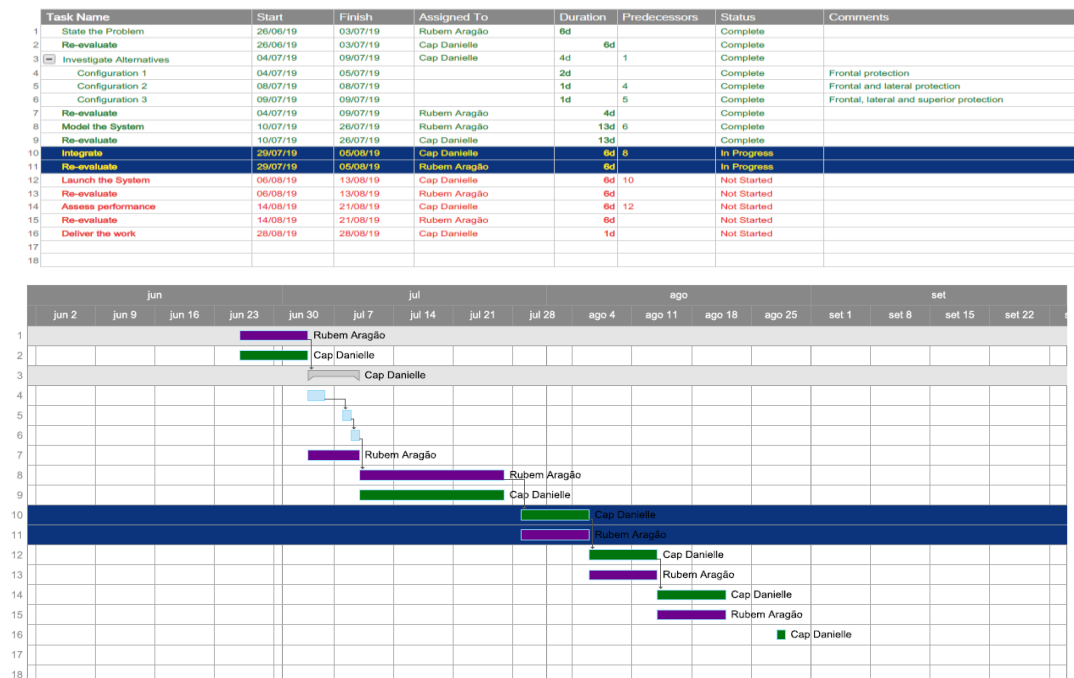 Task Name Start Finish Assigned To Duration Predecessors Status Comments
1 State the Problem 26/06/19 03/07/19 Rubem Aragão 6d Complete
2 Re-evaluate 26/06/19 03/07/19 Cap Danielle 6d Complete
3 Investigate Alternatives 04/07/19 09/07/19 Cap Danielle 4d 1 Complete
4 Configuration 1 04/07/19 05/07/19 2d Complete Frontal protection
5 Configuration 2 08/07/19 08/07/19 1d 4 Complete Frontal and lateral protection
6 Configuration 3 09/07/19 09/07/19 1d 5 Complete Frontal, lateral and superior protection
7 Re-evaluate 04/07/19 09/07/19 Rubem Aragão 4d Complete
8 Model the System 10/07/19 26/07/19 Rubem Aragão 13d 6 Complete
9 Re-evaluate 10/07/19 26/07/19 Cap Danielle 13d Complete
10 Integrate 29/07/19 05/08/19 Cap Danielle 6d 8 In Progress
11 Re-evaluate 29/07/19 05/08/19 Rubem Aragão 6d In Progress
12 Launch the System 06/08/19 13/08/19 Cap Danielle 6d 10 Not Started
13 Re-evaluate 06/08/19 13/08/19 Rubem Aragão 6d Not Started
14 Assess performance 14/08/19 21/08/19 Cap Danielle 6d 12 Not Started
15 Re-evaluate 14/08/19 21/08/19 Rubem Aragão 6d Not Started
16 Deliver the work 28/08/19 28/08/19 Cap Danielle 1d Not Started
17
18
jun jul ago set
jun 2 jun 9 jun 16 jun 23 jun 30 jul 7 jul 14 jul 21 jul 28 ago 4 ago 11 ago 18 ago 25 set 1 set 8 set 15 set 22
1 Rubem Aragão
2 Cap Danielle
3 Cap Danielle
4
5
6
7 Rubem Aragão
8 Rubem Aragão
9 Cap Danielle
10 Cap Danielle
11 Rubem Aragão
12 Cap Danielle
13 Rubem Aragão
14 Cap Danielle
15 Rubem Aragão
16 Cap Danielle
17
18